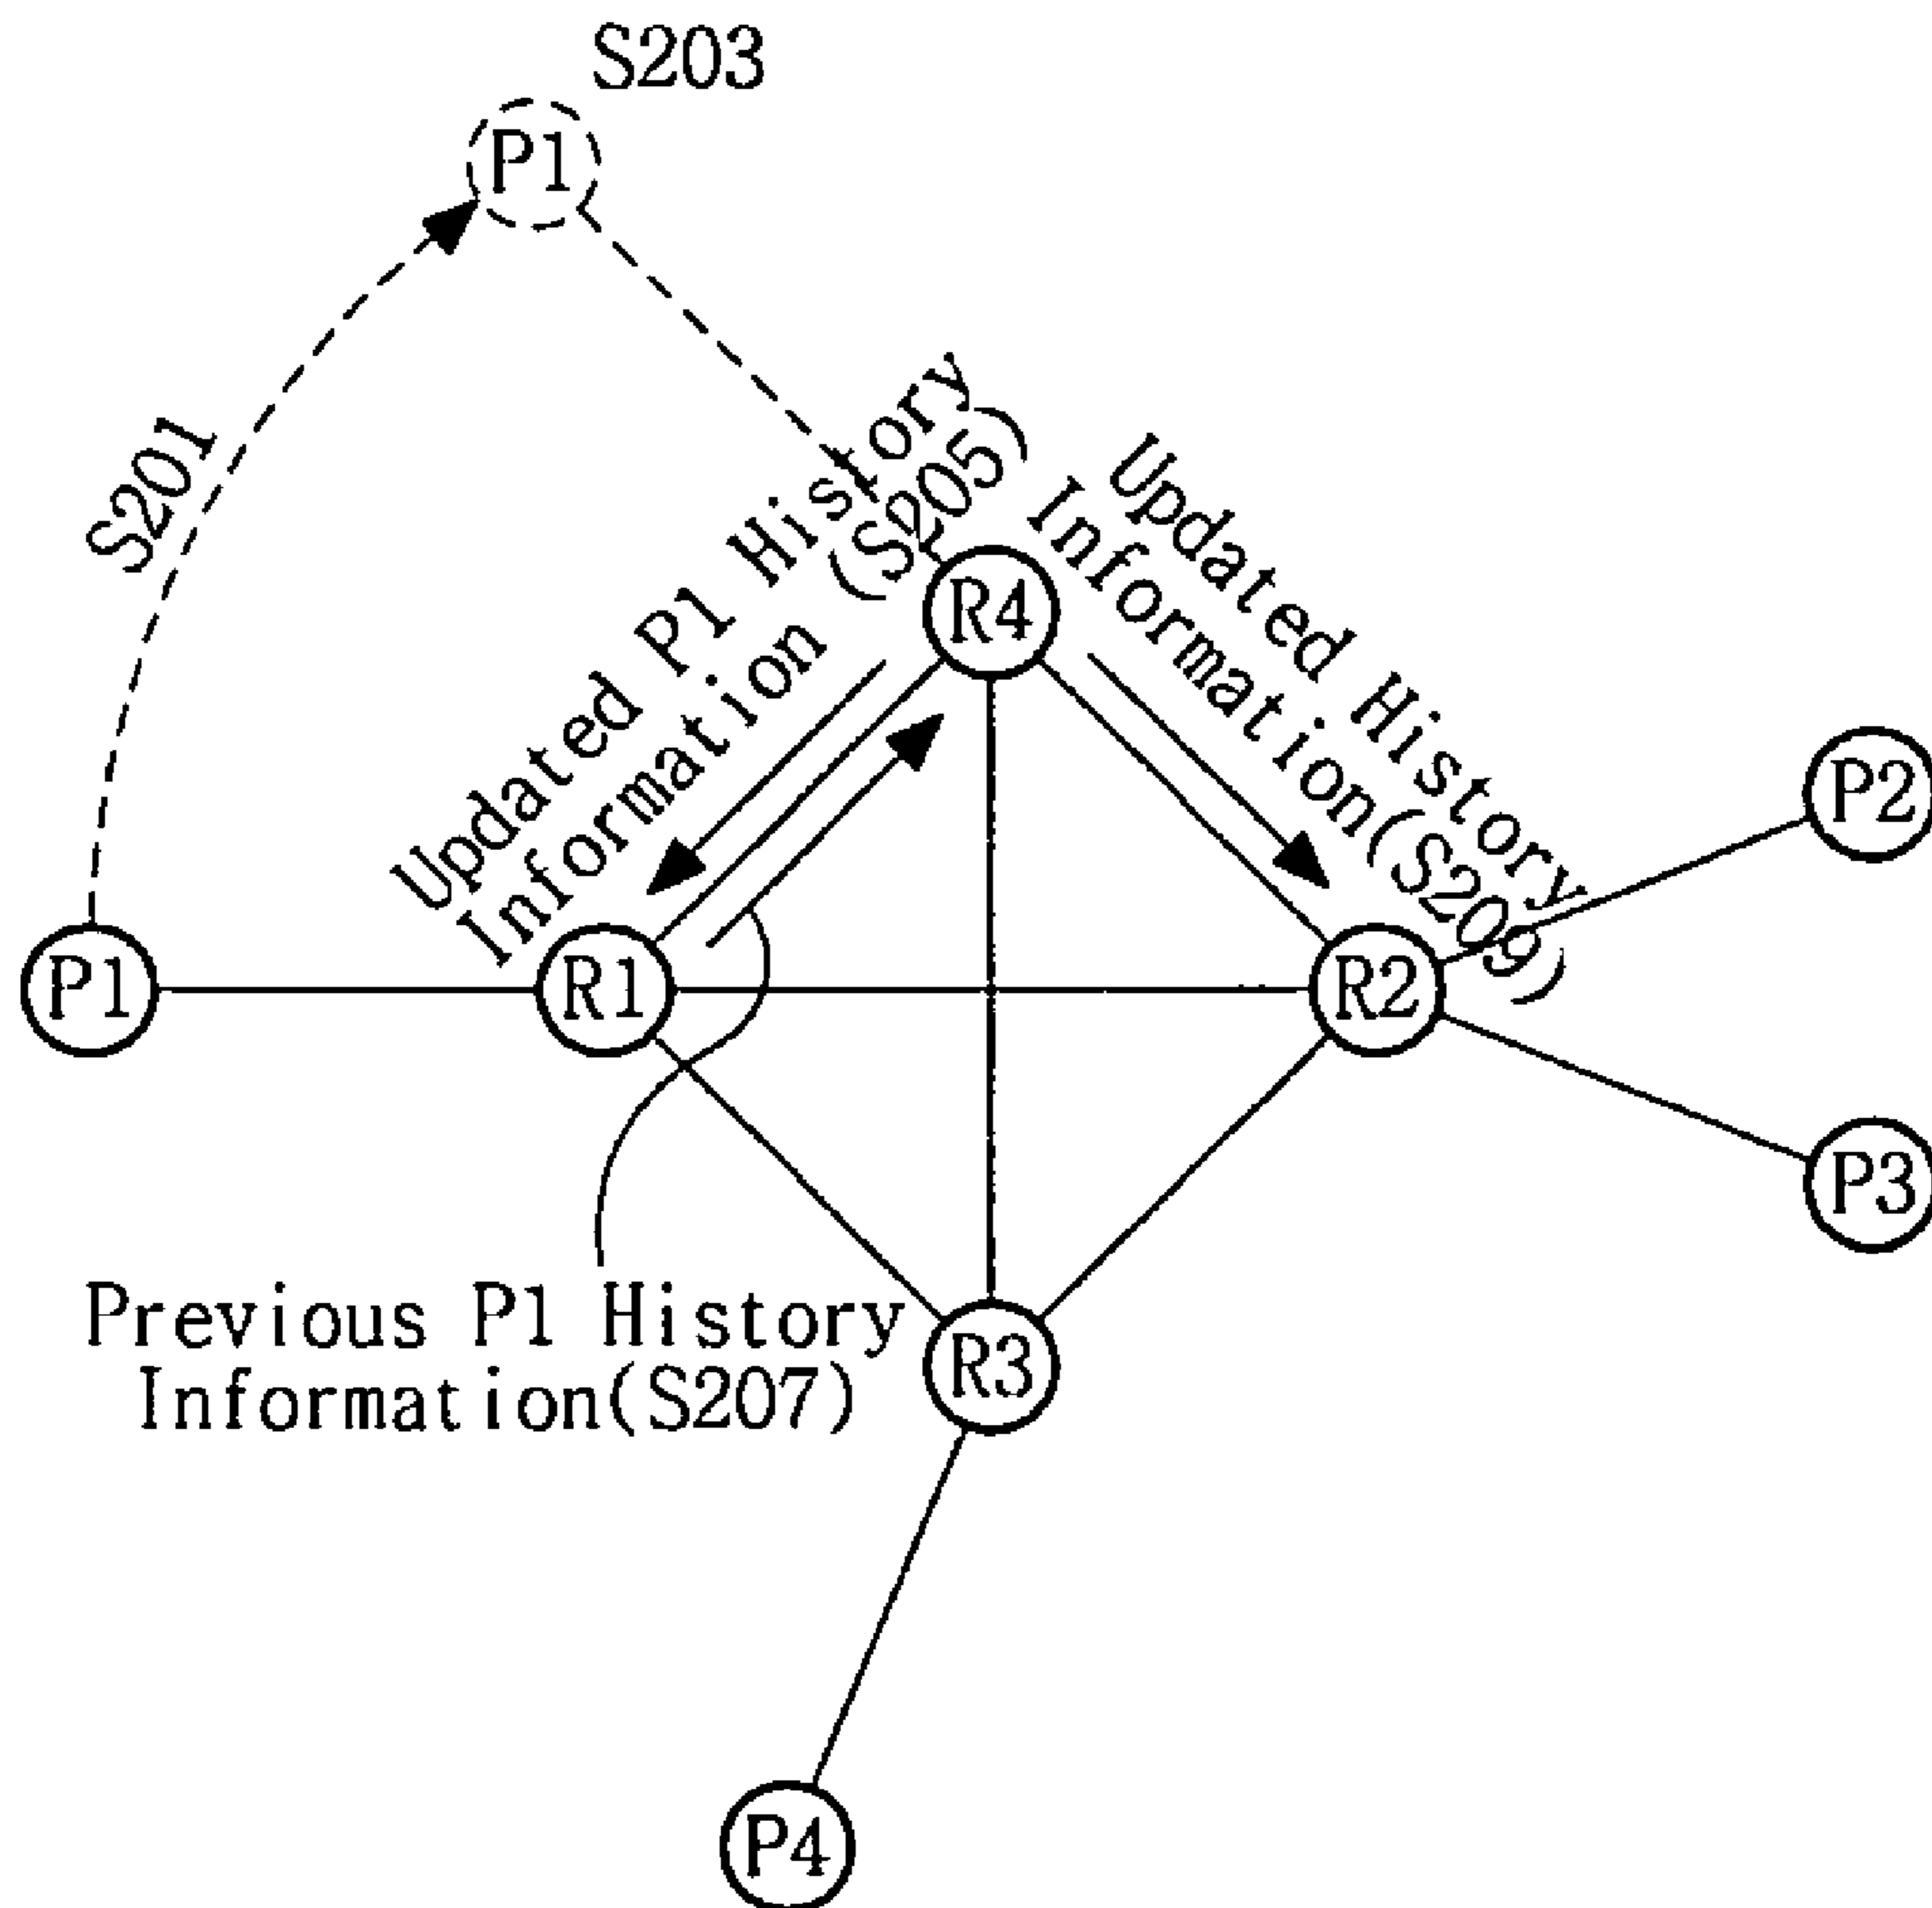 S203
P1
S201
Updated P1 History
Information (S205)
Updated History
Information(S209)
R4
P2
P1
R1
R2
P3
Previous P1 History
Information(S207)
R3
P4